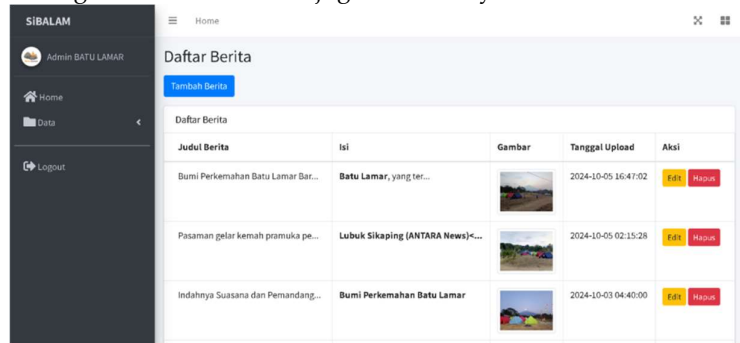 SiBALAM
Home
Admin BATU LAMAR
Home
Data
Logout
Daftar Berita
Tambah Berita
Daftar Berita
Judul Berita Isi Gambar Tanggal Upload Aksi
Bumi Perkemahan Batu Lamar Bar... Batu Lamar, yang ter... 2024-10-05 16:47:02 Edit Hapus
Pasaman gelar kemah pramuka pe... Lubuk Sikaping (ANTARA News)<... 2024-10-05 02:15:28 Edit Hapus
Indahnya Suasana dan Pemandang... Bumi Perkemahan Batu Lamar 2024-10-03 04:40:00 Edit Hapus